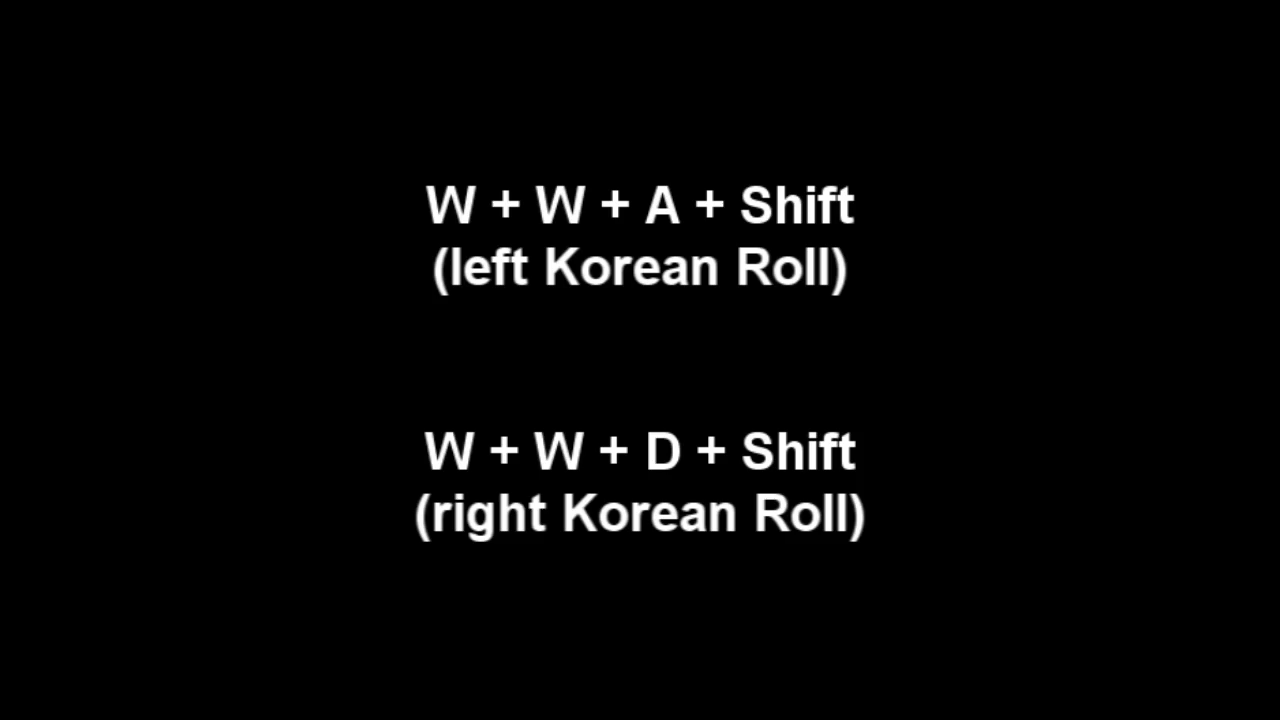 W + W + A + Shift
(left Korean Roll)
W + W + D + Shift
(right Korean Roll)